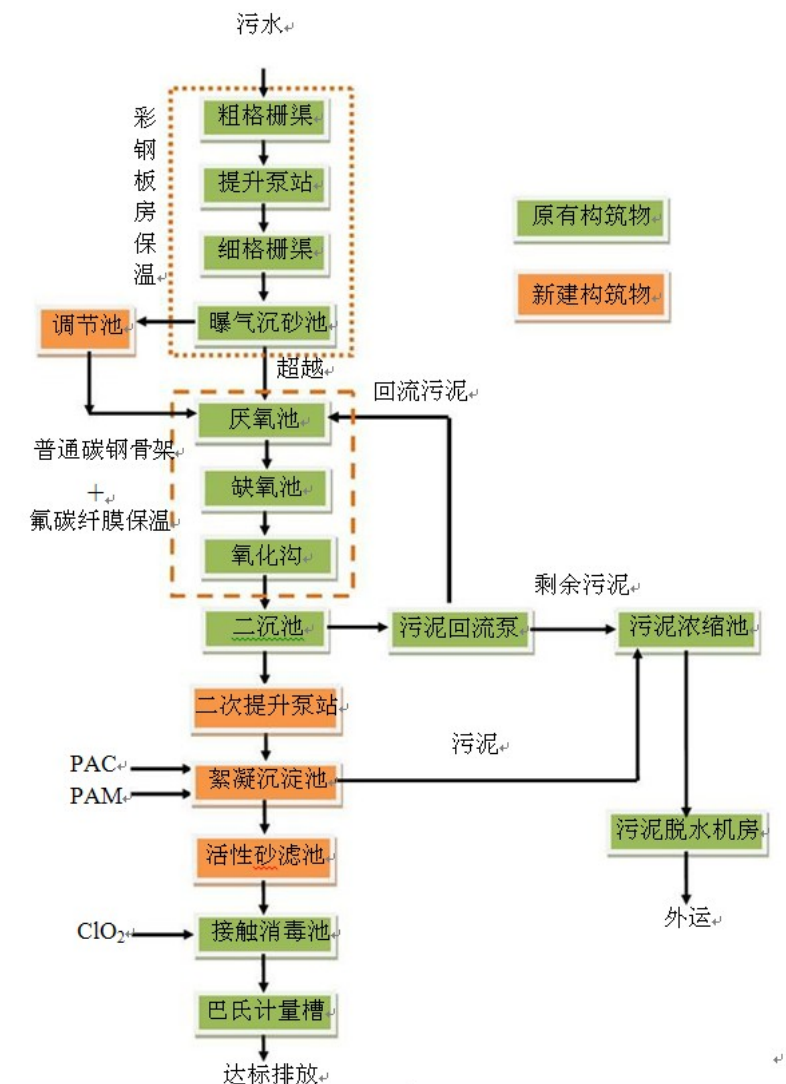 污水
彩钢板房保温
粗格栅渠
提升泵站
原有构筑物
细格栅渠
新建构筑物
调节池
曝气沉砂池
超越
回流污泥
厌氧池
普通碳钢骨架
+
氟碳纤膜保温
缺氧池
氧化沟
剩余污泥
二沉池
污泥回流泵
污泥浓缩池
二次提升泵站
污泥
PAC
PAM
絮凝沉淀池
污泥脱水机房
活性砂滤池
外运
ClO₂
接触消毒池
巴氏计量槽
达标排放